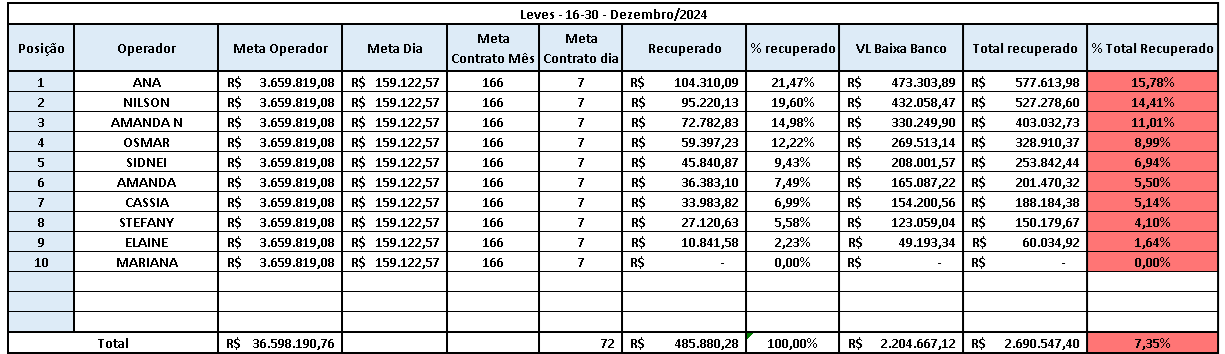 Leves - 16-30 - Dezembro/2024
Posição Operador Meta Operador Meta Dia Meta Contrato Mês Meta Contrato dia Recuperado % recuperado VL Baixa Banco Total recuperado % Total Recuperado
1 ANA R$ 3.659.819,08 R$ 159.122,57 166 7 R$ 104.310,09 21,47% R$ 473.303,89 R$ 577.613,98 15,78%
2 NILSON R$ 3.659.819,08 R$ 159.122,57 166 7 R$ 95.220,13 19,60% R$ 432.058,47 R$ 527.278,60 14,41%
3 AMANDA N R$ 3.659.819,08 R$ 159.122,57 166 7 R$ 72.782,83 14,98% R$ 330.249,90 R$ 403.032,73 11,01%
4 OSMAR R$ 3.659.819,08 R$ 159.122,57 166 7 R$ 59.397,23 12,22% R$ 269.513,14 R$ 328.910,37 8,99%
5 SIDNEI R$ 3.659.819,08 R$ 159.122,57 166 7 R$ 45.840,87 9,43% R$ 208.001,57 R$ 253.842,44 6,94%
6 AMANDA R$ 3.659.819,08 R$ 159.122,57 166 7 R$ 36.383,10 7,49% R$ 165.087,22 R$ 201.470,32 5,50%
7 CASSIA R$ 3.659.819,08 R$ 159.122,57 166 7 R$ 33.983,82 6,99% R$ 154.200,56 R$ 188.184,38 5,14%
8 STEFANY R$ 3.659.819,08 R$ 159.122,57 166 7 R$ 27.120,63 5,58% R$ 123.059,04 R$ 150.179,67 4,10%
9 ELAINE R$ 3.659.819,08 R$ 159.122,57 166 7 R$ 10.841,58 2,23% R$ 49.193,34 R$ 60.034,92 1,64%
10 MARIANA R$ 3.659.819,08 R$ 159.122,57 166 7 R$ - 0,00% R$ - R$ - 0,00%
Total R$ 36.598.190,76 72 R$ 485.880,28 100,00% R$ 2.204.667,12 R$ 2.690.547,40 7,35%